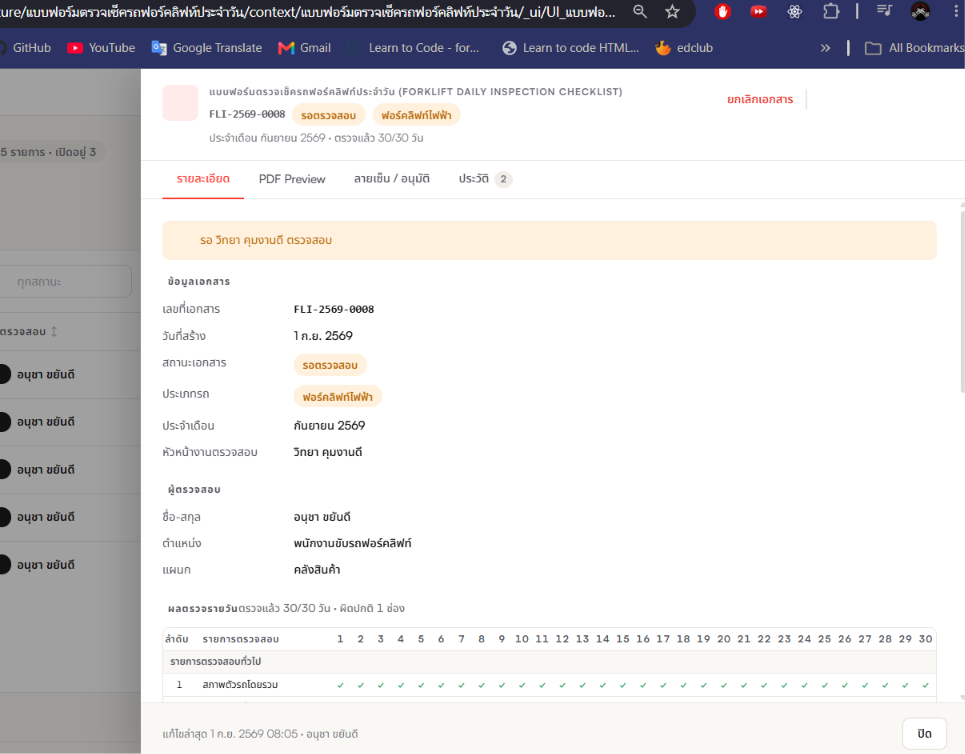 ture/แบบฟอร์มตรวจเช็ครถฟอร์คลิฟท์ประจำวัน/context/แบบฟอร์มตรวจเช็ครถฟอร์คลิฟท์ประจำวัน/_ui/UI_แบบฟอ...
GitHub YouTube Google Translate Gmail Learn to Code - for... Learn to code HTML... edclub » All Bookmarks
แบบฟอร์มตรวจเช็ครถฟอร์คลิฟท์ประจำวัน (FORKLIFT DAILY INSPECTION CHECKLIST)
FLI-2569-0008 รอตรวจสอบ ฟอร์คลิฟท์ไฟฟ้า
ยกเลิกเอกสาร
ประจำเดือน กันยายน 2569 • ตรวจแล้ว 30/30 วัน
5 รายการ • เปิดอยู่ 3
รายละเอียด PDF Preview ลายเซ็น / อนุมัติ ประวัติ 2
รอ วิทยา คุมงานดี ตรวจสอบ
ทุกสถานะ
ตรวจสอบ
อนุชา ขยันดี
อนุชา ขยันดี
อนุชา ขยันดี
อนุชา ขยันดี
อนุชา ขยันดี
ข้อมูลเอกสาร
เลขที่เอกสาร FLI-2569-0008
วันที่สร้าง 1 ก.ย. 2569
สถานะเอกสาร รอตรวจสอบ
ประเภทรถ ฟอร์คลิฟท์ไฟฟ้า
ประจำเดือน กันยายน 2569
หัวหน้างานตรวจสอบ วิทยา คุมงานดี
ผู้ตรวจสอบ
ชื่อ-สกุล อนุชา ขยันดี
ตำแหน่ง พนักงานขับรถฟอร์คลิฟท์
แผนก คลังสินค้า
ผลตรวจรายวันตรวจแล้ว 30/30 วัน • ผิดปกติ 1 ช่อง
ลำดับ รายการตรวจสอบ 1 2 3 4 5 6 7 8 9 10 11 12 13 14 15 16 17 18 19 20 21 22 23 24 25 26 27 28 29 30
รายการตรวจสอบทั่วไป
1 สภาพตัวรถโดยรวม ✓ ✓ ✓ ✓ ✓ ✓ ✓ ✓ ✓ ✓ ✓ ✓ ✓ ✓ ✓ ✓ ✓ ✓ ✓ ✓ ✓ ✓ ✓ ✓ ✓ ✓ ✓ ✓ ✓ ✓
แก้ไขล่าสุด 1 ก.ย. 2569 08:05 • อนุชา ขยันดี
ปิด